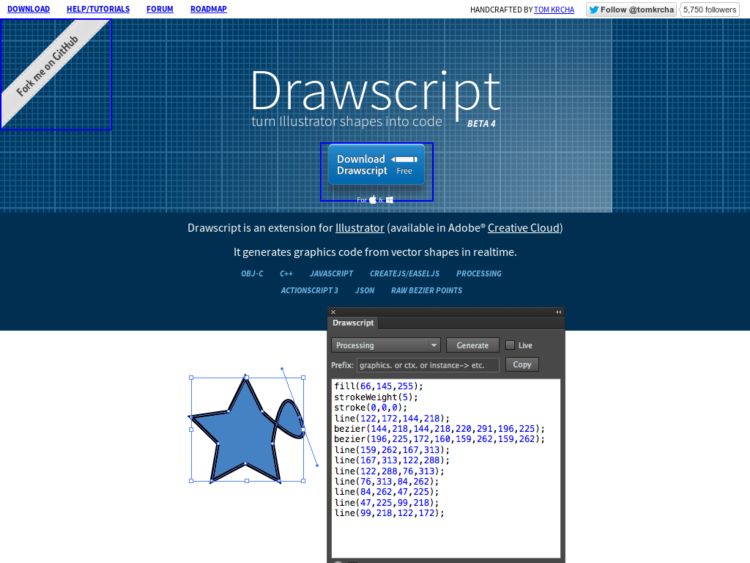 DOWNLOAD HELP/TUTORIALS FORUM ROADMAP HANDCRAFTED BY TOM KRCHA Follow @tomkrcha 5,750 followers
Fork me on GitHub
Drawscript
turn Illustrator shapes into code BETA 4
Download
Drawscript Free
For &
Drawscript is an extension for Illustrator (available in Adobe® Creative Cloud)
It generates graphics code from vector shapes in realtime.
OBJ-C C++ JAVASCRIPT CREATEJS/EASELJS PROCESSING
ACTIONSCRIPT 3 JSON RAW BEZIER POINTS
Drawscript
Processing Generate Live
Prefix: graphics. or ctx. or instance-> etc. Copy
fill(66,145,255);
strokeWeight(5);
stroke(0,0,0);
line(122,172,144,218);
bezier(144,218,144,218,220,291,196,225);
bezier(196,225,172,160,159,262,159,262);
line(159,262,167,313);
line(167,313,122,288);
line(122,288,76,313);
line(76,313,84,262);
line(84,262,47,225);
line(47,225,99,218);
line(99,218,122,172);